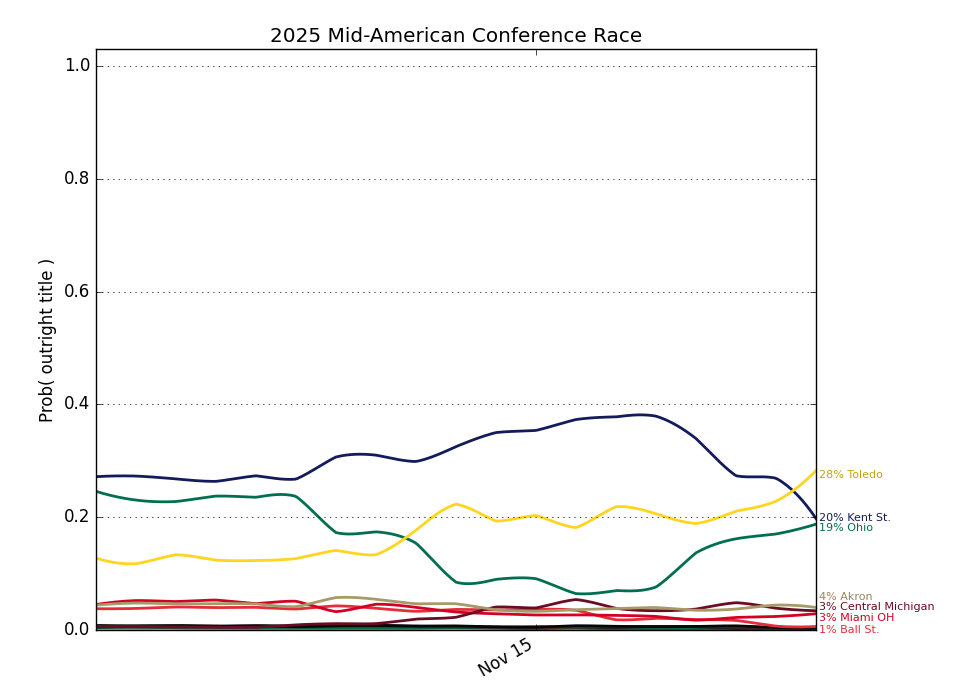 2025 Mid-American Conference Race
1.0
0.8
0.6
0.4
0.2
0.0
Prob( outright title )
Nov 15
28% Toledo
20% Kent St.
19% Ohio
4% Akron
3% Central Michigan
3% Miami OH
1% Ball St.